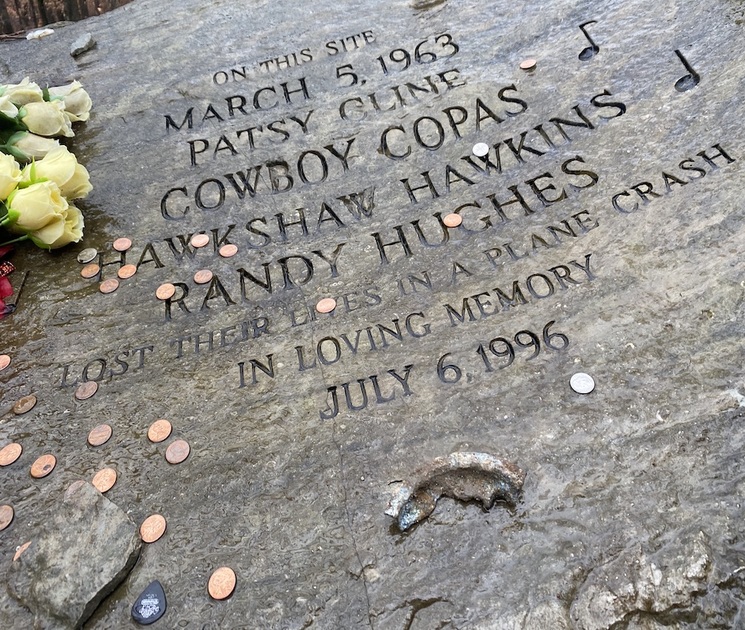 ON THIS SITE
MARCH 5, 1963
PATSY CLINE
COWBOY COPAS
HAWKSHAW HAWKINS
RANDY HUGHES
LOST THEIR LIVES IN A PLANE CRASH
IN LOVING MEMORY
JULY 6, 1996